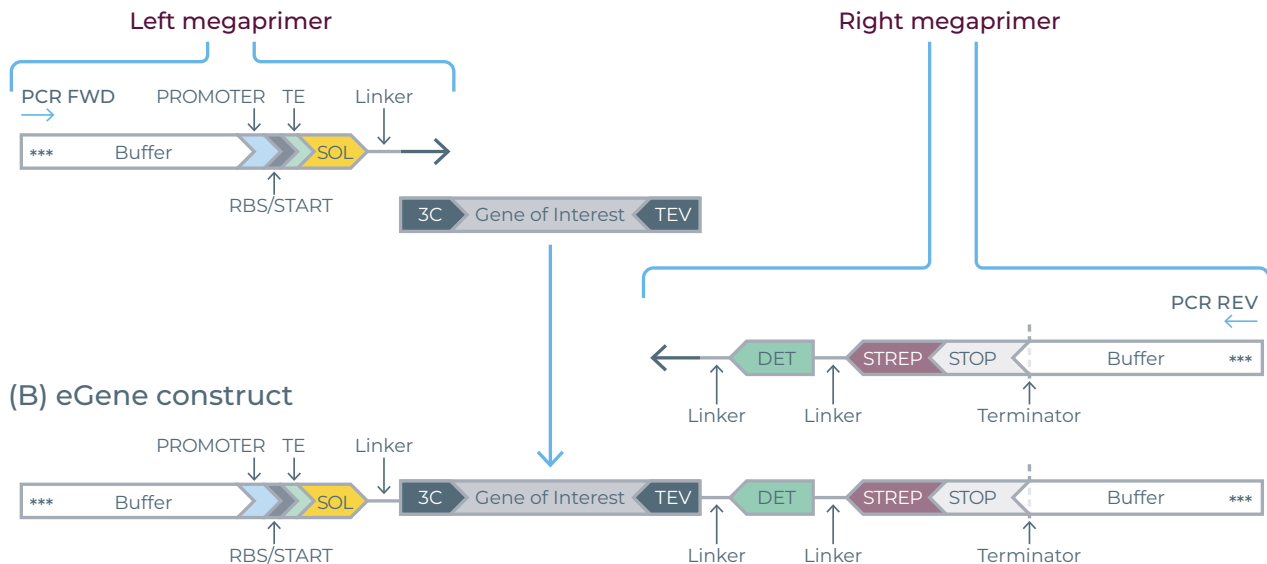 Left megaprimer
Right megaprimer
PCR FWD
PROMOTER
TE
Linker
*** Buffer
SOL
RBS/START
3C
Gene of Interest
TEV
PCR REV
DET
STREP
STOP
Buffer ***
Linker
Linker
Terminator
(B) eGene construct
PROMOTER
TE
Linker
*** Buffer
SOL
3C
Gene of Interest
TEV
DET
STREP
STOP
Buffer ***
RBS/START
Linker
Linker
Terminator